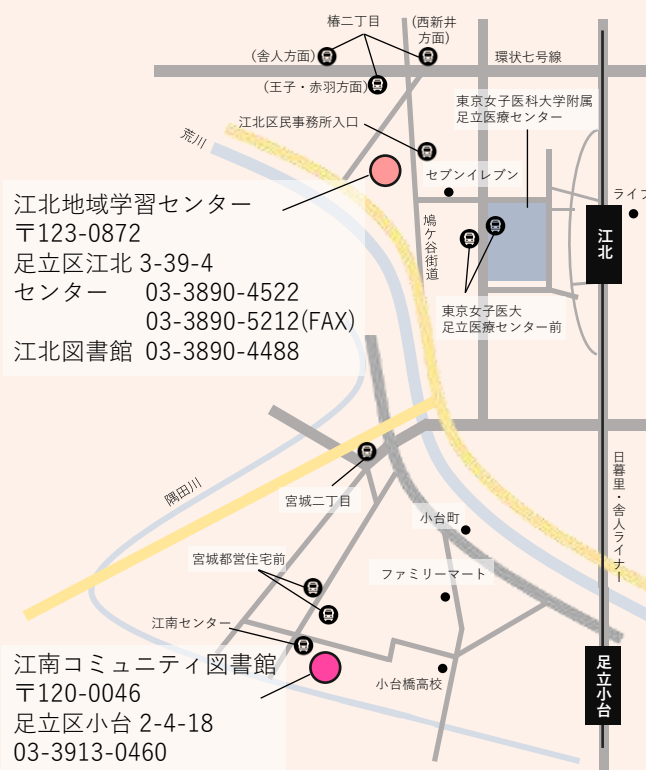 椿二丁目
(西新井
方面)
(舎人方面)
環状七号線
(王子・赤羽方面)
東京女子医科大学附属
足立医療センター
江北区民事務所入口
荒川
セブンイレブン
ライフ
江北地域学習センター
〒123-0872
足立区江北 3-39-4
センター 03-3890-4522
03-3890-5212(FAX)
江北図書館 03-3890-4488
鳩ケ谷街道
江北
東京女子医大
足立医療センター前
日暮里・舎人ライナー
隅田川
宮城二丁目
小台町
宮城都営住宅前
ファミリーマート
江南センター
江南コミュニティ図書館
〒120-0046
足立区小台 2-4-18
03-3913-0460
小台橋高校
足立小台